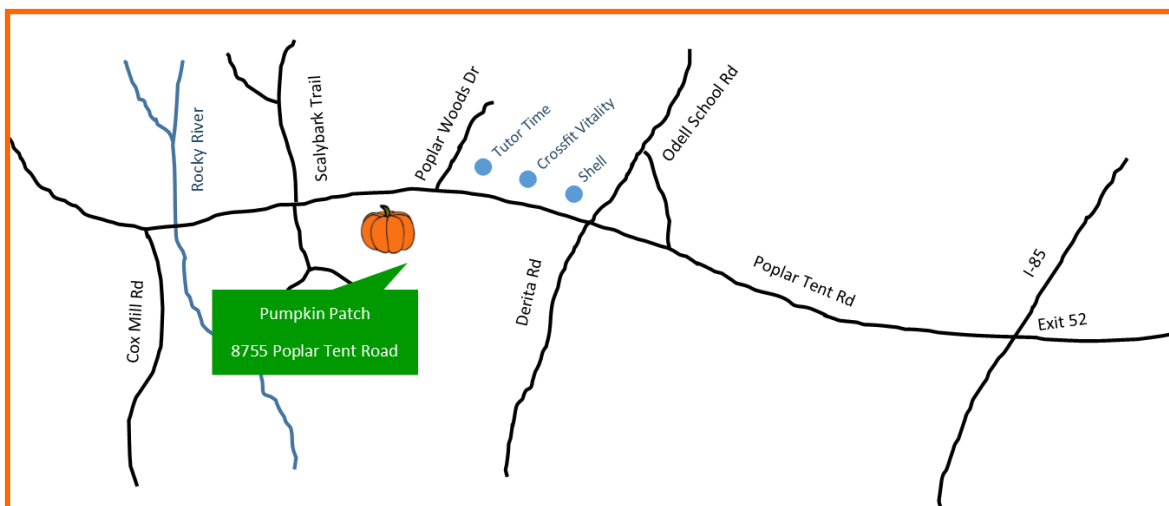 Rocky River
Scalybark Trail
Poplar Woods Dr
Tutor Time
Crossfit Vitality
Shell
Odell School Rd
Cox Mill Rd
Pumpkin Patch
8755 Poplar Tent Road
Derita Rd
Poplar Tent Rd
I-85
Exit 52